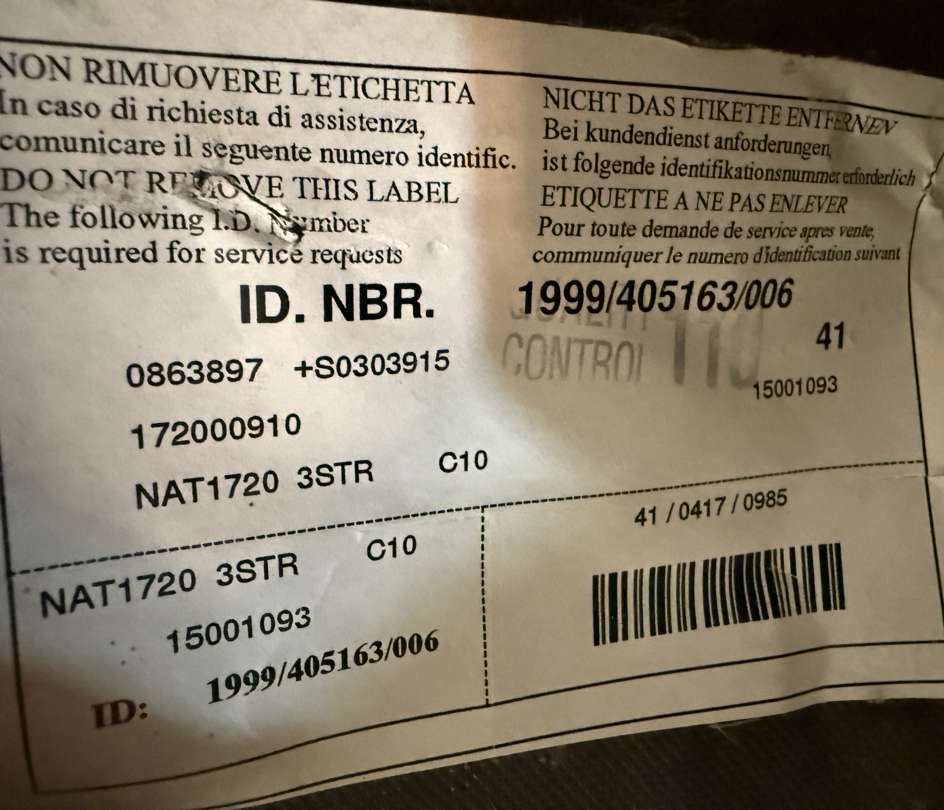 NON RIMUOVERE L'ETICHETTA
In caso di richiesta di assistenza,
comunicare il seguente numero identific.
DO NOT REMOVE THIS LABEL
The following I.D. Number
is required for service requests
NICHT DAS ETIKETTE ENTFERNEN
Bei kundendienst anforderungen,
ist folgende identifikationsnummer erforderlich
ETIQUETTE A NE PAS ENLEVER
Pour toute demande de service apres vente,
communiquer le numero d'identification suivant
ID. NBR. 1999/405163/006
QUALITY
CONTROL
41
0863897 +S0303915
15001093
172000910
NAT1720 3STR C10
41 / 0417 / 0985
NAT1720 3STR C10
15001093
ID: 1999/405163/006